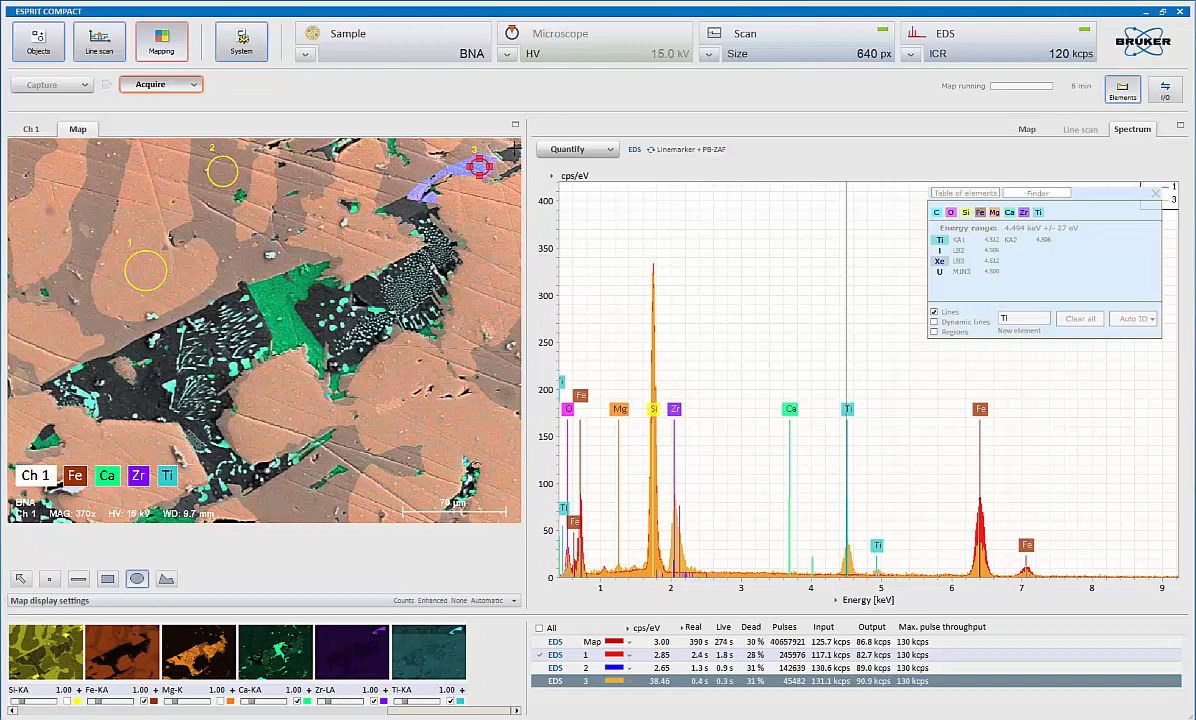 ESPRIT COMPACT
Objects
Line scan
Mapping
System
Sample
BNA
Microscope
HV 15.0 kV
Scan
Size 640 px
EDS
ICR 120 kcps
BRUKER
Capture
Acquire
Map running 6 min
Elements
I/O
Ch 1 Map
Map Line scan Spectrum
Quantify EDS Linemarker + PB-ZAF
cps/eV
400
350
300
250
200
150
100
50
0
1 2 3 4 5 6 7 8 9
Energy [keV]
1
3
Table of elements Finder
C O Si Fe Mg Ca Zr Ti
Energy range: 4.494 keV +/- 27 eV
Ti KA1 4.512 KA2 4.506
I LB2 4.506
Xe LB3 4.512
U M1N3 4.500
Lines
Dynamic lines
Regions
Ti
New element
Clear all
Auto ID
Fe
O Mg Si Zr Ca Ti Fe
Ti
Fe
Ti
Fe
1
2
3
Ch 1 Fe Ca Zr Ti
BNA
Ch 1 MAG: 370x HV: 15 kV WD: 9.7 mm
70 µm
Map display settings
Counts Enhanced None Automatic
Si-KA 1.00 + Fe-KA 1.00 + Mg-K 1.00 + Ca-KA 1.00 + Zr-LA 1.00 + Ti-KA 1.00 +
All cps/eV Real Live Dead Pulses Input Output Max. pulse throughput
EDS Map 3.00 390 s 274 s 30 % 40657921 125.7 kcps 86.8 kcps 130 kcps
EDS 1 2.85 2.4 s 1.8 s 28 % 245976 117.1 kcps 82.7 kcps 130 kcps
EDS 2 2.65 1.3 s 0.9 s 31 % 142639 130.6 kcps 89.0 kcps 130 kcps
EDS 3 38.46 0.4 s 0.3 s 31 % 45482 131.1 kcps 90.9 kcps 130 kcps